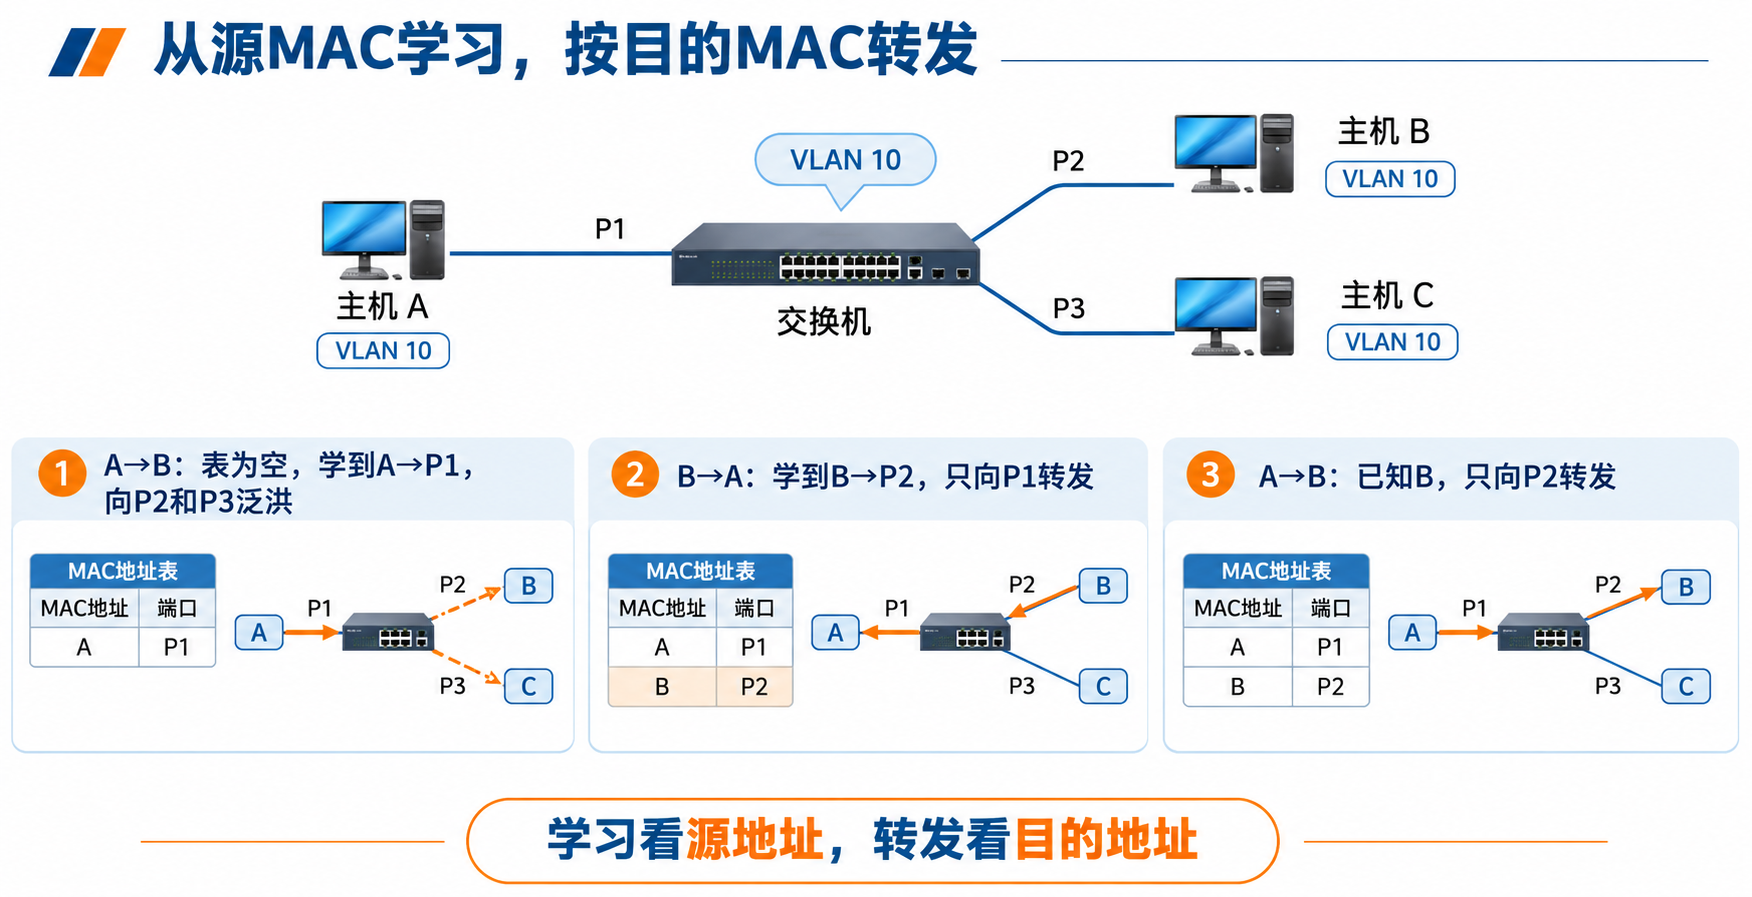 从源MAC学习，按目的MAC转发
VLAN 10
P1
P2
P3
主机 A
VLAN 10
交换机
主机 B
VLAN 10
主机 C
VLAN 10
1
A→B：表为空，学到A→P1，
向P2和P3泛洪
MAC地址表
MAC地址 端口
A P1
A
P1
P2
B
P3
C
2
B→A：学到B→P2，只向P1转发
MAC地址表
MAC地址 端口
A P1
B P2
A
P1
P2
B
P3
C
3
A→B：已知B，只向P2转发
MAC地址表
MAC地址 端口
A P1
B P2
A
P1
P2
B
P3
C
学习看源地址，转发看目的地址